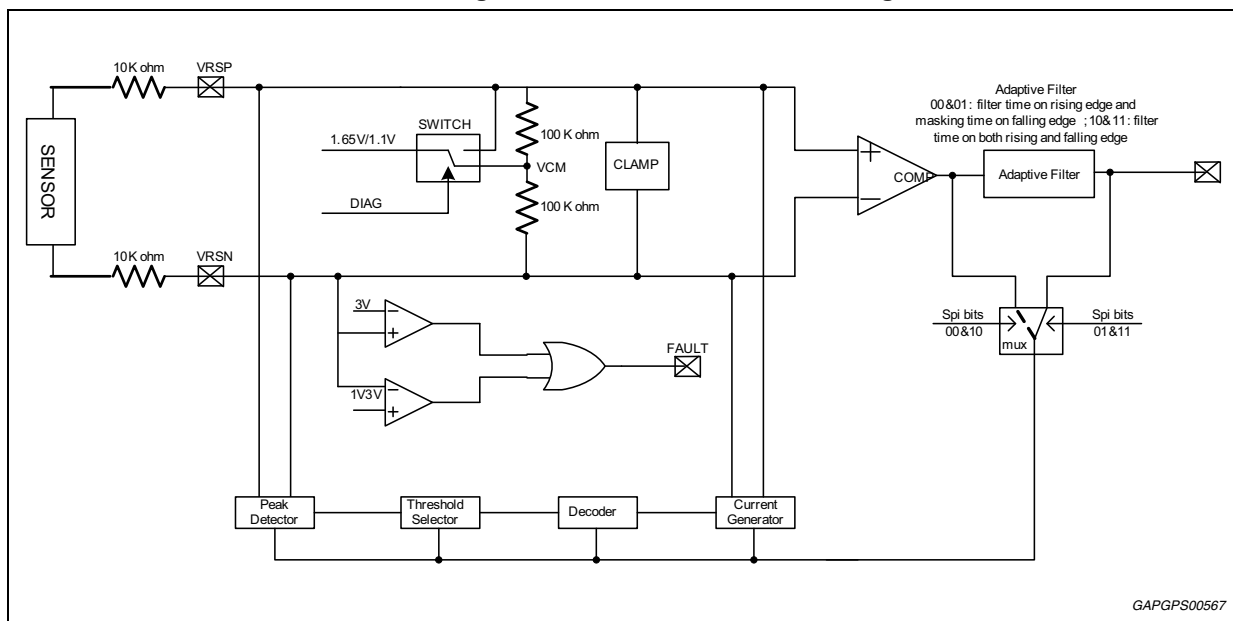 10K ohm
VRSP
SENSOR
SWITCH
1.65V/1.1V
DIAG
100 K ohm
VCM
100 K ohm
CLAMP
COMP
Adaptive Filter
00&01: filter time on rising edge and
masking time on falling edge ; 10&11: filter
time on both rising and falling edge
Adaptive Filter
10K ohm
VRSN
3V
1V3V
FAULT
Spi bits
00&10
mux
Spi bits
01&11
Peak
Detector
Threshold
Selector
Decoder
Current
Generator
GAPGPS00567